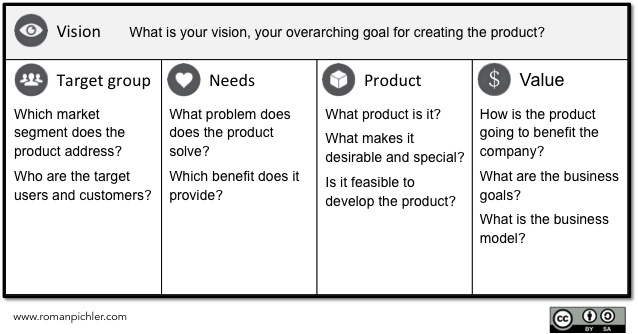 Vision
What is your vision, your overarching goal for creating the product?
Target group
Which market
segment does the
product address?
Who are the target
users and customers?
Needs
What problem does
does the product
solve?
Which benefit does it
provide?
Product
What product is it?
What makes it
desirable and special?
Is it feasible to
develop the product?
$ Value
How is the product
going to benefit the
company?
What are the business
goals?
What is the business
model?
www.romanpichler.com
cc
BY SA